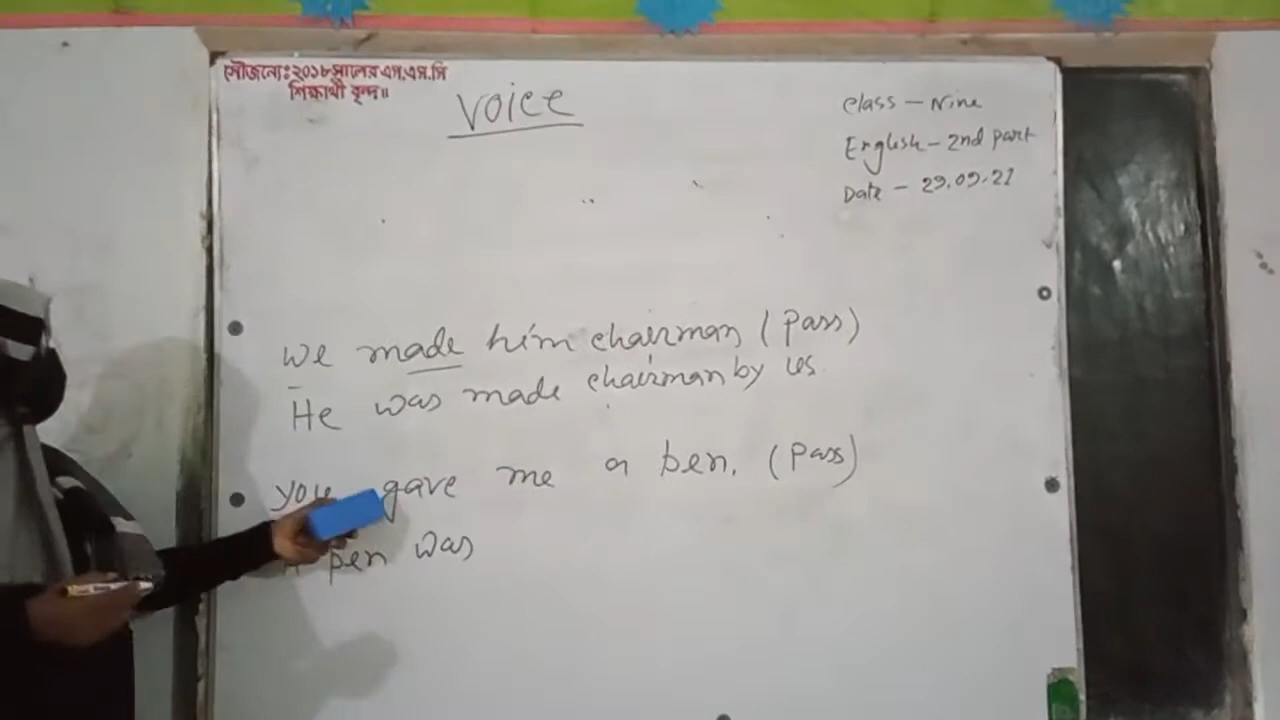 সৌজন্যেঃ২০১৮সালের এস.এস.সি
শিক্ষার্থী বৃন্দ॥
Voice
Class - Nine
English - 2nd part
Date - 29.09.21
We made him chairman (pass)
He was made chairman by us.
you gave me a pen. (pass)
A pen was